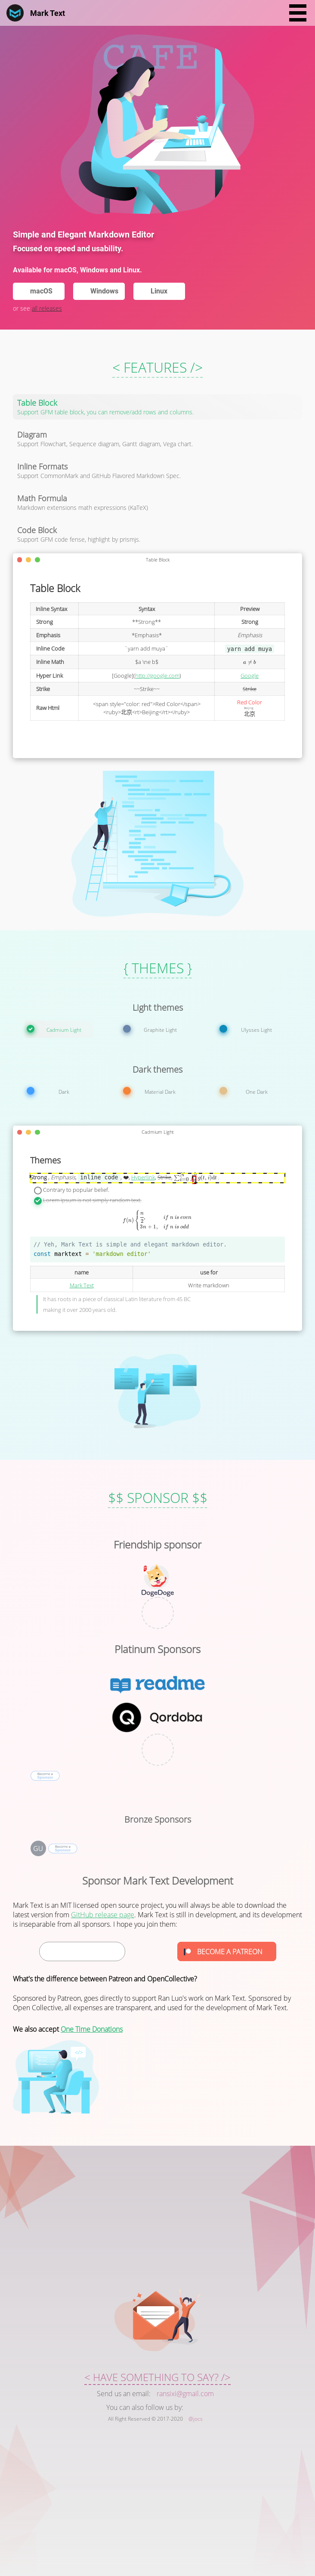 Mark Text
CAFE
Simple and Elegant Markdown Editor
Focused on speed and usability.
Available for macOS, Windows and Linux.
macOS
Windows
Linux
or see all releases
< FEATURES />
Table Block
Support GFM table block, you can remove/add rows and columns.
Diagram
Support Flowchart, Sequence diagram, Gantt diagram, Vega chart.
Inline Formats
Support CommonMark and GitHub Flavored Markdown Spec.
Math Formula
Markdown extensions math expressions (KaTeX)
Code Block
Support GFM code fense, highlight by prismjs.
Table Block
Table Block
Inline Syntax Syntax Preview
Strong **Strong** Strong
Emphasis *Emphasis* Emphasis
Inline Code `yarn add muya` yarn add muya
Inline Math $a \ne b$ a ≠ b
Hyper Link [Google](http://google.com) Google
Strike ~~Strike~~ Strike
Raw Html
<span style="color: red">Red Color</span> Red Color
<ruby>北京<rt>Beijing</rt></ruby>
北京
{ THEMES }
Light themes
Cadmium Light
Graphite Light
Ulysses Light
Dark themes
Dark
Material Dark
One Dark
Cadmium Light
Themes
Strong, Emphasis, inline code, ❤️, Hyperlink, Strike,
Contrary to popular belief.
Lorem Ipsum is not simply random text.
f(n) = { n/2, if n is even
3n + 1, if n is odd
// Yeh, Mark Text is simple and elegant markdown editor.
const marktext = 'markdown editor'
name use for
Mark Text Write markdown
It has roots in a piece of classical Latin literature from 45 BC
making it over 2000 years old.
$$ SPONSOR $$
Friendship sponsor
DogeDoge
Platinum Sponsors
readme
Qordoba
Become a
Bronze Sponsors
GU
Become a
Sponsor Mark Text Development
Mark Text is an MIT licensed open source project, you will always be able to download the
latest version from GitHub release page. Mark Text is still in development, and its development
is inseparable from all sponsors. I hope you join them:
BECOME A PATREON
What's the difference between Patreon and OpenCollective?
Sponsored by Patreon, goes directly to support Ran Luo's work on Mark Text. Sponsored by
Open Collective, all expenses are transparent, and used for the development of Mark Text.
We also accept One Time Donations
< HAVE SOMETHING TO SAY? />
Send us an email: ransixi@gmail.com
You can also follow us by:
All Right Reserved © 2017-2020 @Jocs